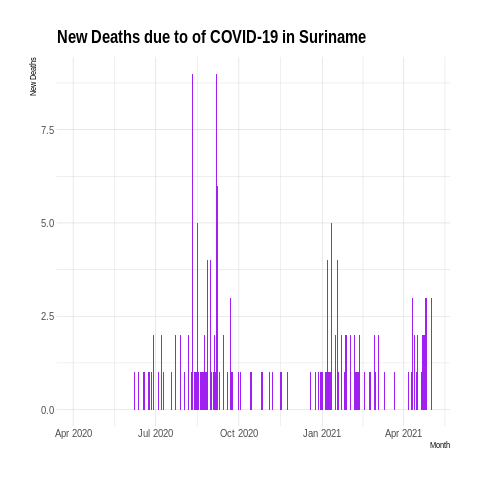 New Deaths due to of COVID-19 in Suriname
New Deaths
7.5
5.0
2.5
0.0
Apr 2020 Jul 2020 Oct 2020 Jan 2021 Apr 2021
Month